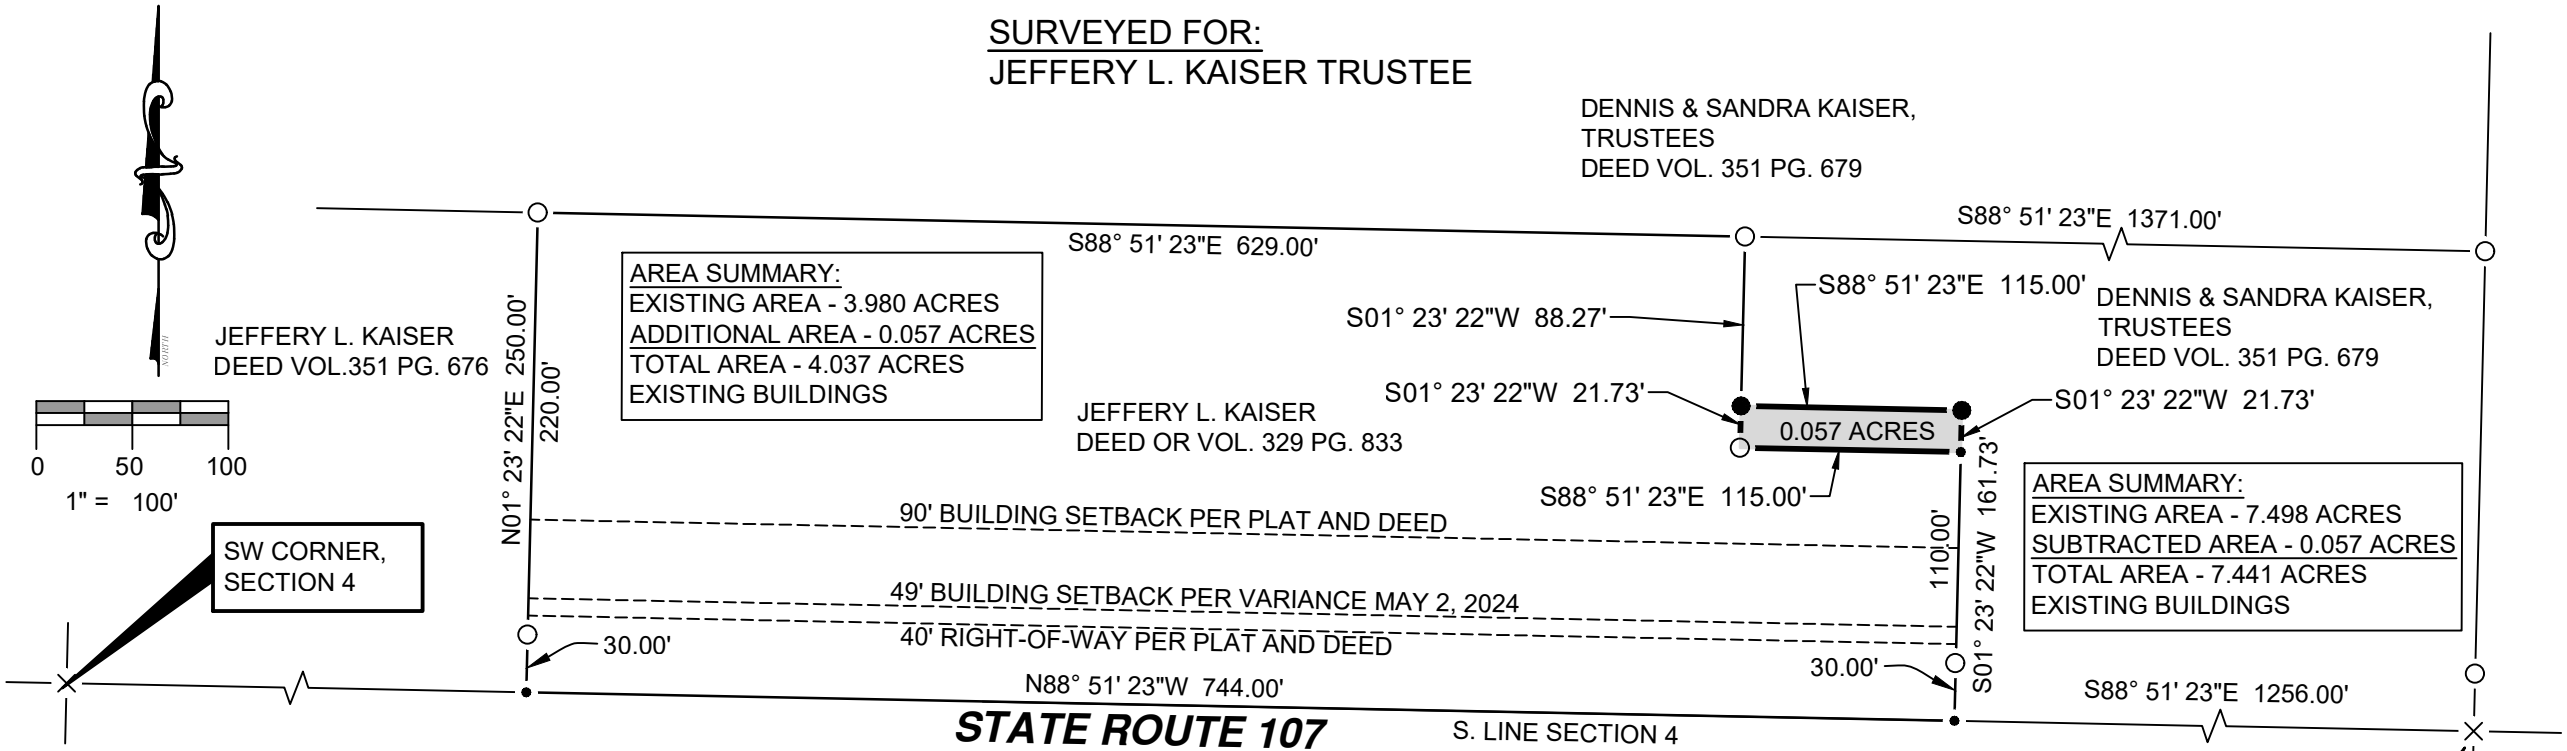 SURVEYED FOR:
JEFFERY L. KAISER TRUSTEE
DENNIS & SANDRA KAISER,
TRUSTEES
DEED VOL. 351 PG. 679
S88° 51' 23"E 1371.00'
S88° 51' 23"E 629.00'
AREA SUMMARY:
EXISTING AREA - 3.980 ACRES
ADDITIONAL AREA - 0.057 ACRES
TOTAL AREA - 4.037 ACRES
EXISTING BUILDINGS
S88° 51' 23"E 115.00'
DENNIS & SANDRA KAISER,
TRUSTEES
DEED VOL. 351 PG. 679
S01° 23' 22"W 88.27'
JEFFERY L. KAISER
DEED VOL.351 PG. 676
N01° 23' 22"E 250.00'
220.00'
S01° 23' 22"W 21.73'
S01° 23' 22"W 21.73'
JEFFERY L. KAISER
DEED OR VOL. 329 PG. 833
0.057 ACRES
0 50 100
1" = 100'
S88° 51' 23"E 115.00'
110.00'
S01° 23' 22"W 161.73'
AREA SUMMARY:
EXISTING AREA - 7.498 ACRES
SUBTRACTED AREA - 0.057 ACRES
TOTAL AREA - 7.441 ACRES
EXISTING BUILDINGS
90' BUILDING SETBACK PER PLAT AND DEED
SW CORNER,
SECTION 4
49' BUILDING SETBACK PER VARIANCE MAY 2, 2024
40' RIGHT-OF-WAY PER PLAT AND DEED
30.00'
30.00'
N88° 51' 23"W 744.00'
S88° 51' 23"E 1256.00'
STATE ROUTE 107
S. LINE SECTION 4